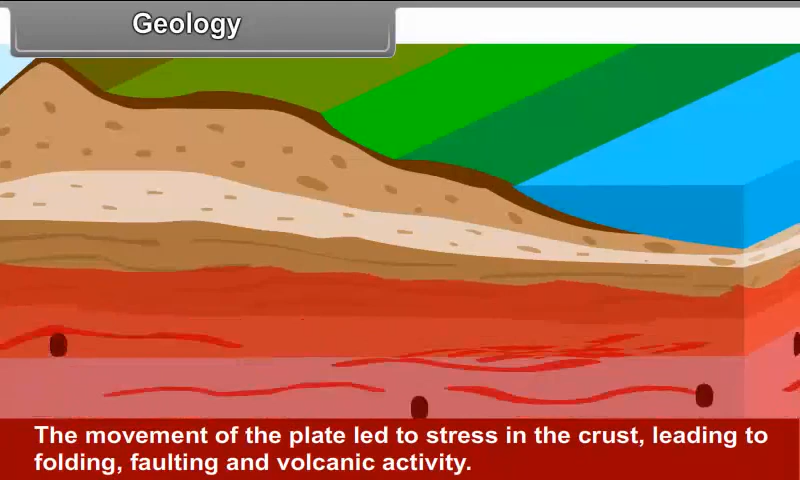 Geology
The movement of the plate led to stress in the crust, leading to
folding, faulting and volcanic activity.